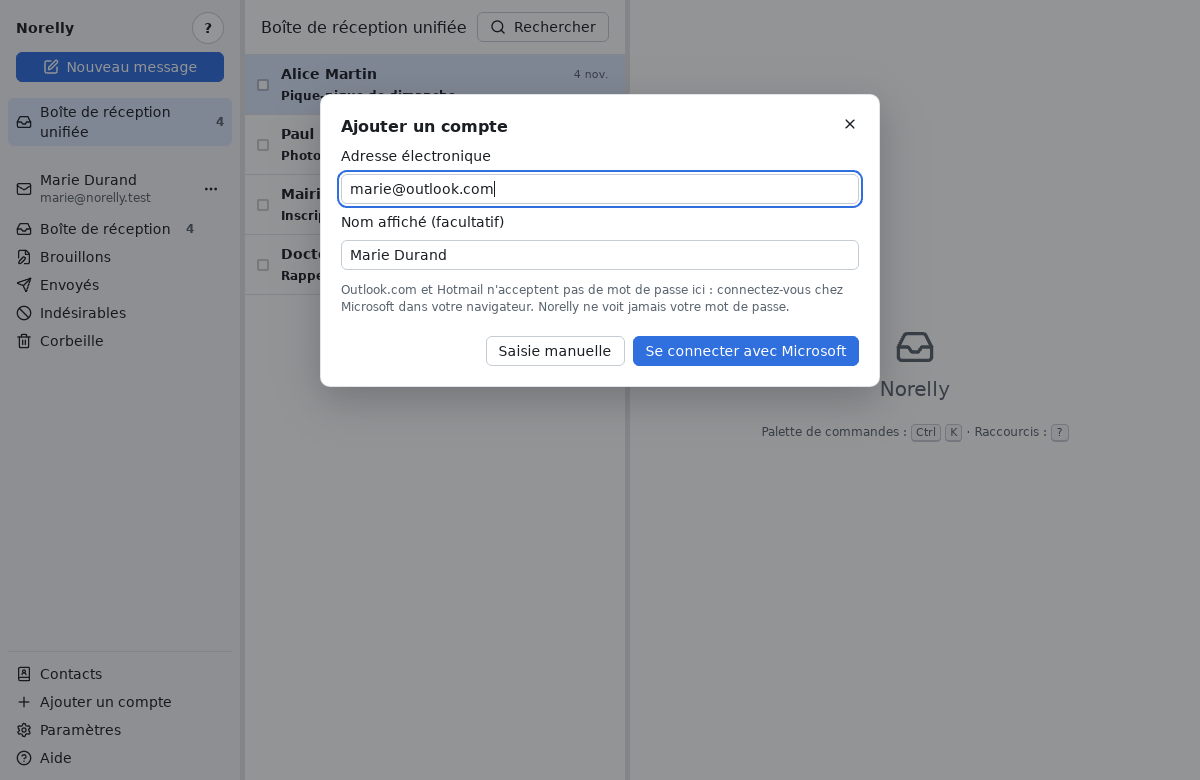 Norelly
?
Nouveau message
Boîte de réception unifiée
4
Marie Durand
marie@norelly.test
Boîte de réception
4
Brouillons
Envoyés
Indésirables
Corbeille
Contacts
Ajouter un compte
Paramètres
Aide
Boîte de réception unifiée
Rechercher
Alice Martin
4 nov.
Paul
Ajouter un compte
Adresse électronique
marie@outlook.com
Nom affiché (facultatif)
Marie Durand
Outlook.com et Hotmail n'acceptent pas de mot de passe ici : connectez-vous chez
Microsoft dans votre navigateur. Norelly ne voit jamais votre mot de passe.
Saisie manuelle
Se connecter avec Microsoft
Norelly
Palette de commandes : Ctrl K · Raccourcis : ?